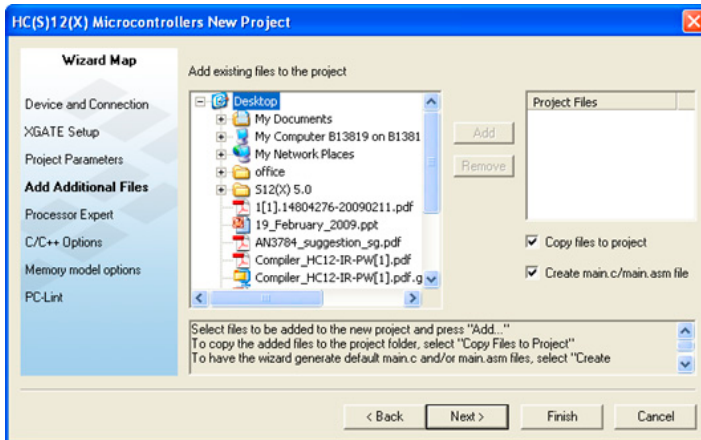 HC(S)12(X) Microcontrollers New Project
Wizard Map
Device and Connection
XGATE Setup
Project Parameters
Add Additional Files
Processor Expert
C/C++ Options
Memory model options
PC-Lint
Add existing files to the project
Desktop
My Documents
My Computer B13819 on B1381
My Network Places
office
S12(X) 5.0
1[1].14804276-20090211.pdf
19_February_2009.ppt
AN3784_suggestion_sg.pdf
Compiler_HC12-IR-PW[1].pdf
Compiler_HC12-IR-PW[1].pdf.g
Add
Remove
Project Files
Copy files to project
Create main.c/main.asm file
Select files to be added to the new project and press "Add..."
To copy the added files to the project folder, select "Copy Files to Project"
To have the wizard generate default main.c and/or main.asm files, select "Create
< Back
Next >
Finish
Cancel